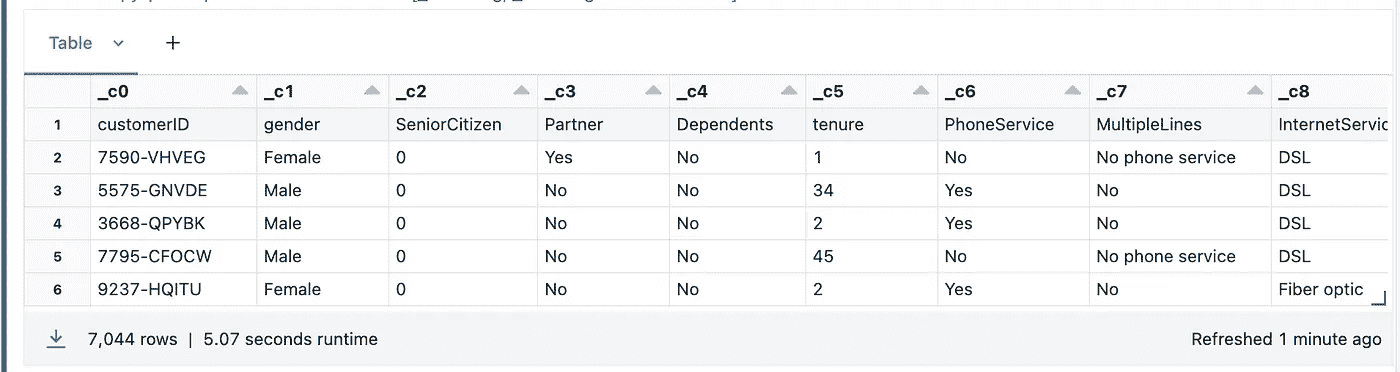 Table +
_c0 _c1 _c2 _c3 _c4 _c5 _c6 _c7 _c8
1 customerID gender SeniorCitizen Partner Dependents tenure PhoneService MultipleLines InternetServic
2 7590-VHVEG Female 0 Yes No 1 No No phone service DSL
3 5575-GNVDE Male 0 No No 34 Yes No DSL
4 3668-QPYBK Male 0 No No 2 Yes No DSL
5 7795-CFOCW Male 0 No No 45 No No phone service DSL
6 9237-HQITU Female 0 No No 2 Yes No Fiber optic
7,044 rows | 5.07 seconds runtime Refreshed 1 minute ago